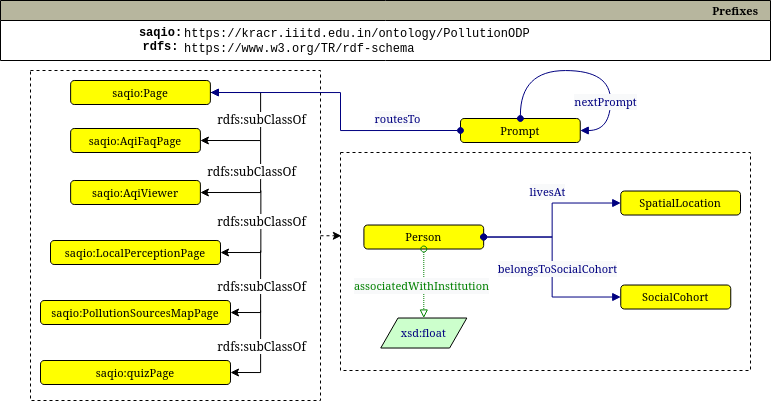 Prefixes
saqio: https://kracr.iiitd.edu.in/ontology/PollutionODP
rdfs: https://www.w3.org/TR/rdf-schema
saqio:Page
rdfs:subClassOf
saqio:AqiFaqPage
rdfs:subClassOf
saqio:AqiViewer
rdfs:subClassOf
saqio:LocalPerceptionPage
rdfs:subClassOf
saqio:PollutionSourcesMapPage
rdfs:subClassOf
saqio:quizPage
routesTo
nextPrompt
Prompt
livesAt
SpatialLocation
Person
belongsToSocialCohort
associatedWithInstitution
SocialCohort
xsd:float